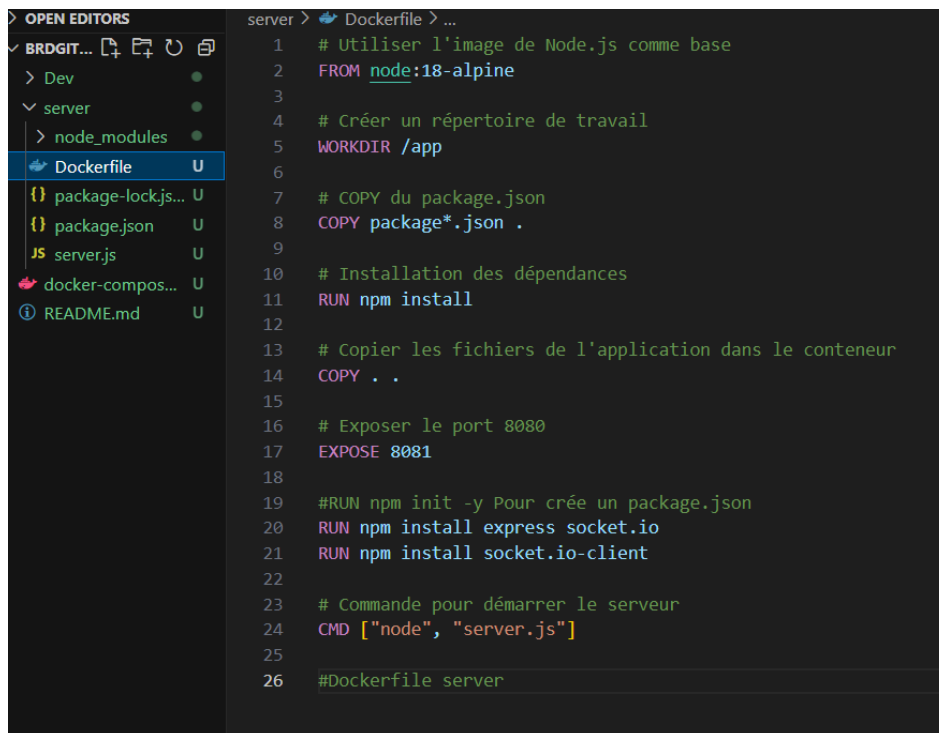 OPEN EDITORS
BRDGIT...
Dev
server
node_modules
Dockerfile U
package-lock.js... U
package.json U
JS server.js U
docker-compos... U
README.md U
server > Dockerfile > ...
1 # Utiliser l'image de Node.js comme base
2 FROM node:18-alpine
3
4 # Créer un répertoire de travail
5 WORKDIR /app
6
7 # COPY du package.json
8 COPY package*.json .
9
10 # Installation des dépendances
11 RUN npm install
12
13 # Copier les fichiers de l'application dans le conteneur
14 COPY . .
15
16 # Exposer le port 8080
17 EXPOSE 8081
18
19 #RUN npm init -y Pour crée un package.json
20 RUN npm install express socket.io
21 RUN npm install socket.io-client
22
23 # Commande pour démarrer le serveur
24 CMD ["node", "server.js"]
25
26 #Dockerfile server